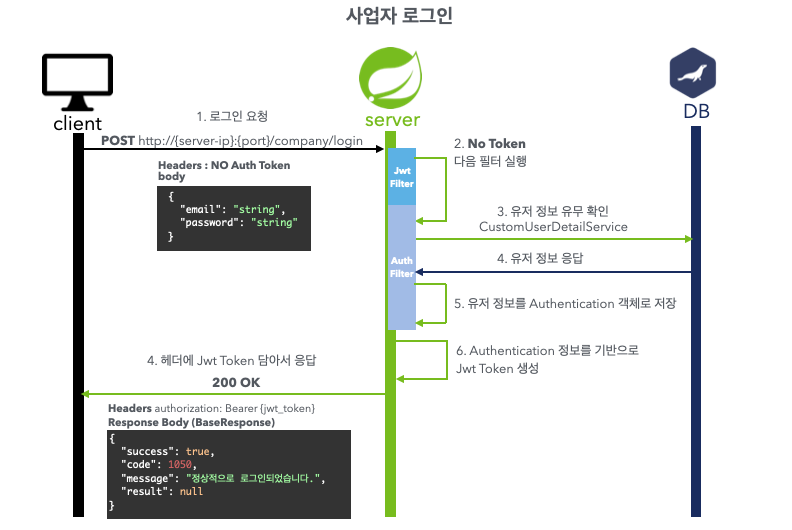 사업자 로그인
client
server
DB
1. 로그인 요청
POST http://{server-ip}:{port}/company/login
Headers : NO Auth Token
body
{
"email": "string",
"password": "string"
}
Jwt
Filter
2. No Token
다음 필터 실행
3. 유저 정보 유무 확인
CustomUserDetailService
4. 유저 정보 응답
Auth
Filter
5. 유저 정보를 Authentication 객체로 저장
6. Authentication 정보를 기반으로
Jwt Token 생성
4. 헤더에 Jwt Token 담아서 응답
200 OK
Headers authorization: Bearer {jwt_token}
Response Body (BaseResponse)
{
"success": true,
"code": 1050,
"message": "정상적으로 로그인되었습니다.",
"result": null
}